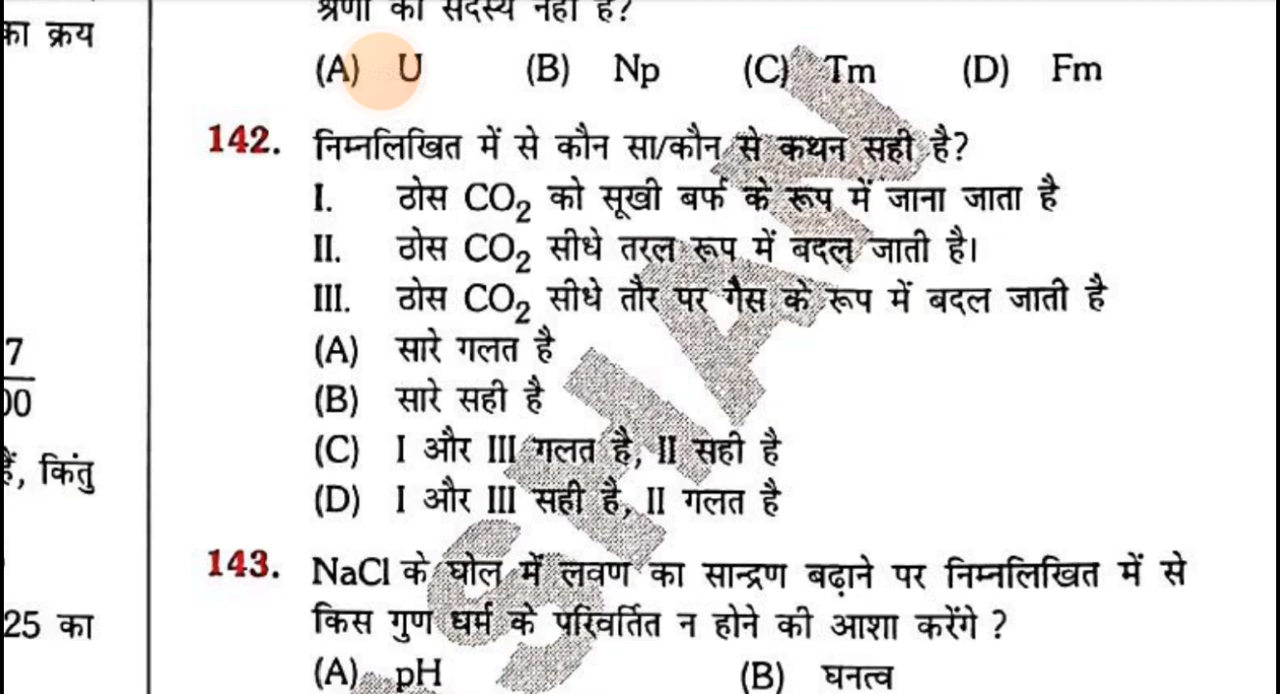 श्रेणी का सदस्य नहीं है?
का क्रय
(A) U (B) Np (C) Tm (D) Fm
142. निम्नलिखित में से कौन सा/कौन से कथन सही है?
I. ठोस CO₂ को सूखी बर्फ के रूप में जाना जाता है
II. ठोस CO₂ सीधे तरल रूप में बदल जाती है।
III. ठोस CO₂ सीधे तौर पर गैस के रूप में बदल जाती है
7
00
(A) सारे गलत है
(B) सारे सही है
(C) I और III गलत है, II सही है
हैं, किंतु
(D) I और III सही है, II गलत है
143. NaCl के घोल में लवण का सान्द्रण बढ़ाने पर निम्नलिखित में से
25 का
किस गुण धर्म के परिवर्तित न होने की आशा करेंगे ?
(A) pH (B) घनत्व